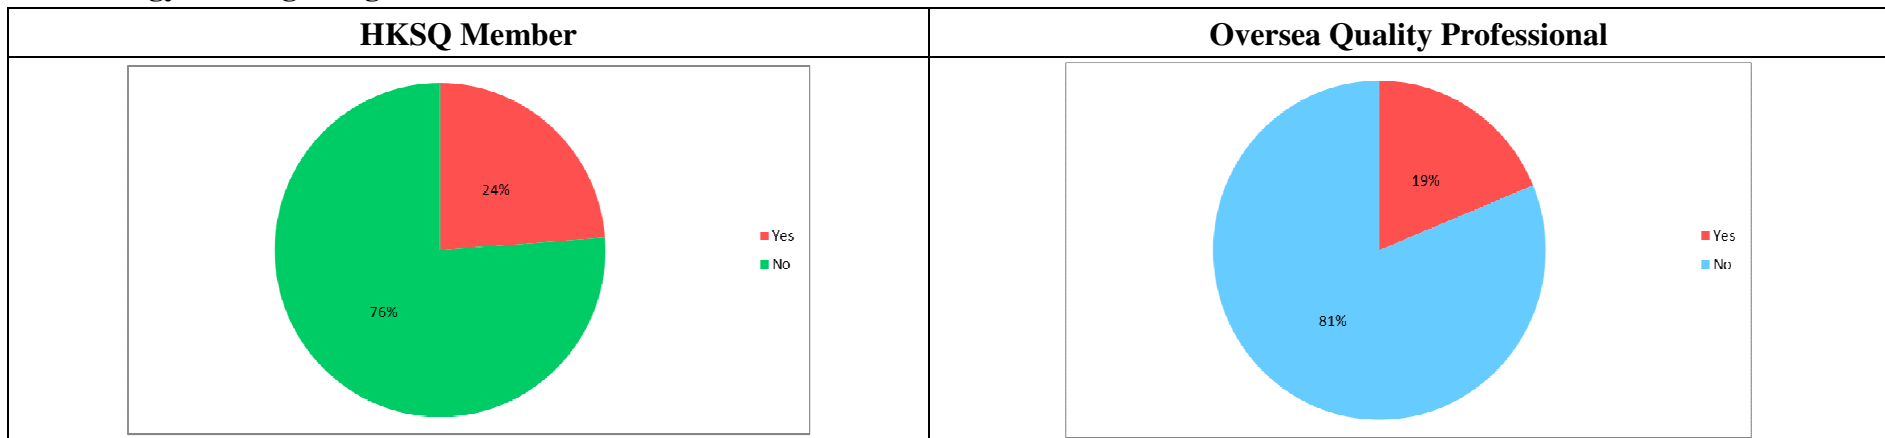 HKSQ Member
Oversea Quality Professional
24%
76%
Yes
No
19%
81%
Yes
No